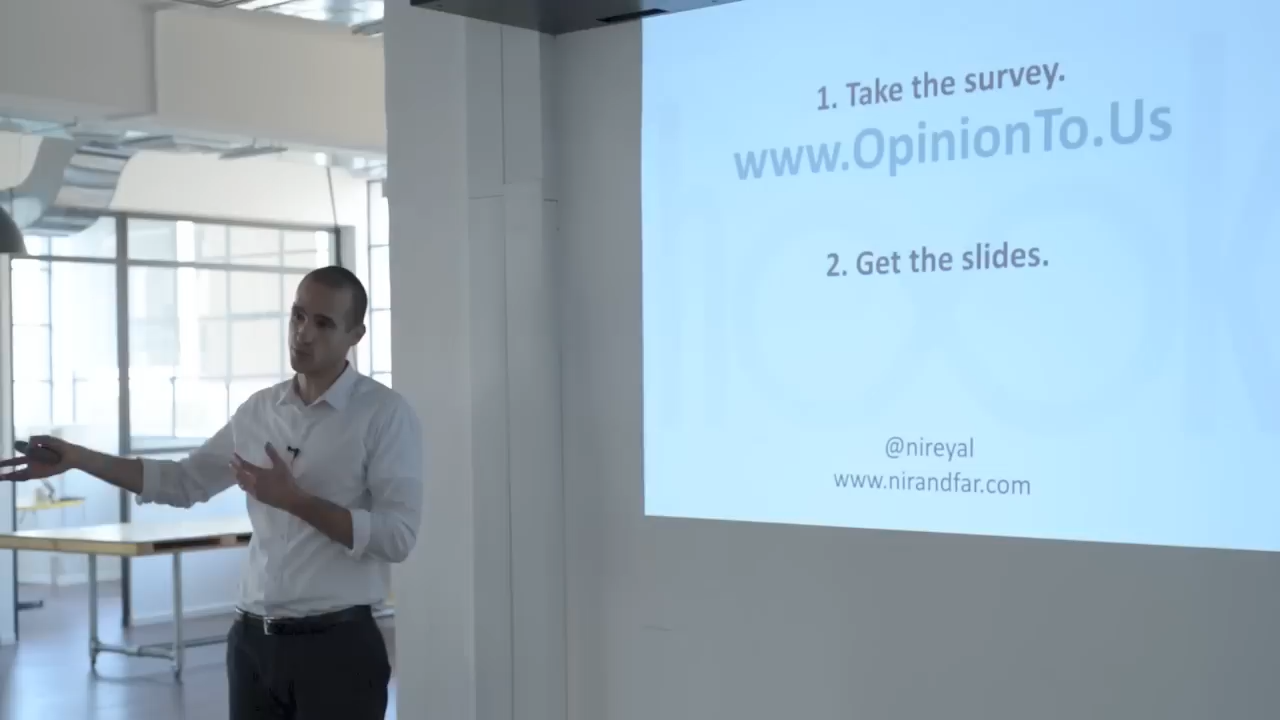 1. Take the survey.
www.OpinionTo.Us
2. Get the slides.
@nireyal
www.nirandfar.com